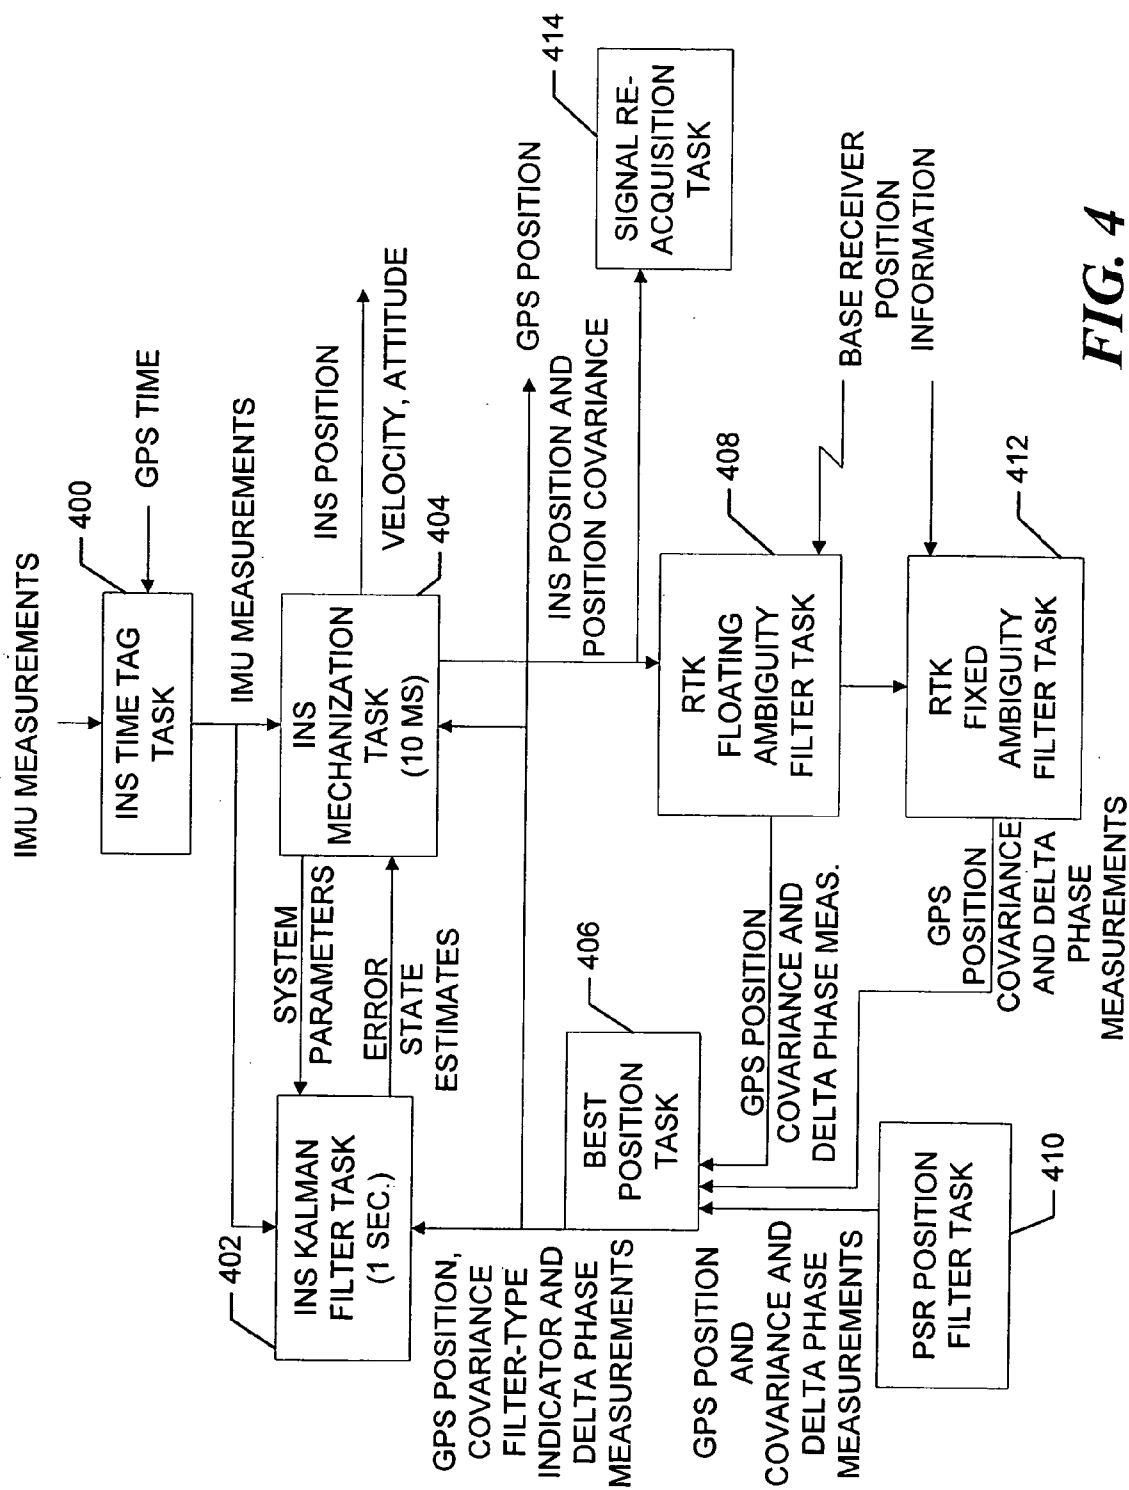 IMU MEASUREMENTS
400
GPS TIME
INS TIME TAG
TASK
IMU MEASUREMENTS
402
INS KALMAN
FILTER TASK
(1 SEC.)
SYSTEM
PARAMETERS
ERROR
STATE
ESTIMATES
INS
MECHANIZATION
TASK
(10 MS)
404
INS POSITION
VELOCITY, ATTITUDE
GPS POSITION,
COVARIANCE
FILTER-TYPE
INDICATOR AND
DELTA PHASE
MEASUREMENTS
BEST
POSITION
TASK
406
GPS POSITION
INS POSITION AND
POSITION COVARIANCE
SIGNAL RE-
ACQUISITION
TASK
414
GPS POSITION
AND
COVARIANCE AND
DELTA PHASE
MEASUREMENTS
GPS POSITION
COVARIANCE AND
DELTA PHASE MEAS.
RTK
FLOATING
AMBIGUITY
FILTER TASK
408
BASE RECEIVER
POSITION
INFORMATION
PSR POSITION
FILTER TASK
410
GPS
POSITION
COVARIANCE
AND DELTA
PHASE
MEASUREMENTS
RTK
FIXED
AMBIGUITY
FILTER TASK
412
FIG. 4